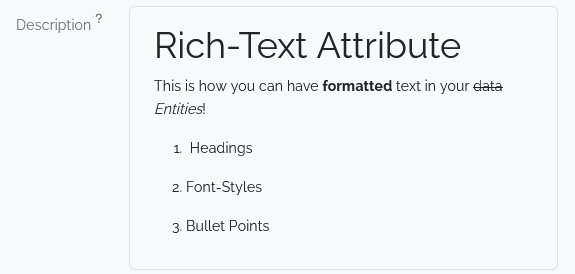 Description ?
Rich-Text Attribute
This is how you can have formatted text in your data
Entities!
1. Headings
2. Font-Styles
3. Bullet Points